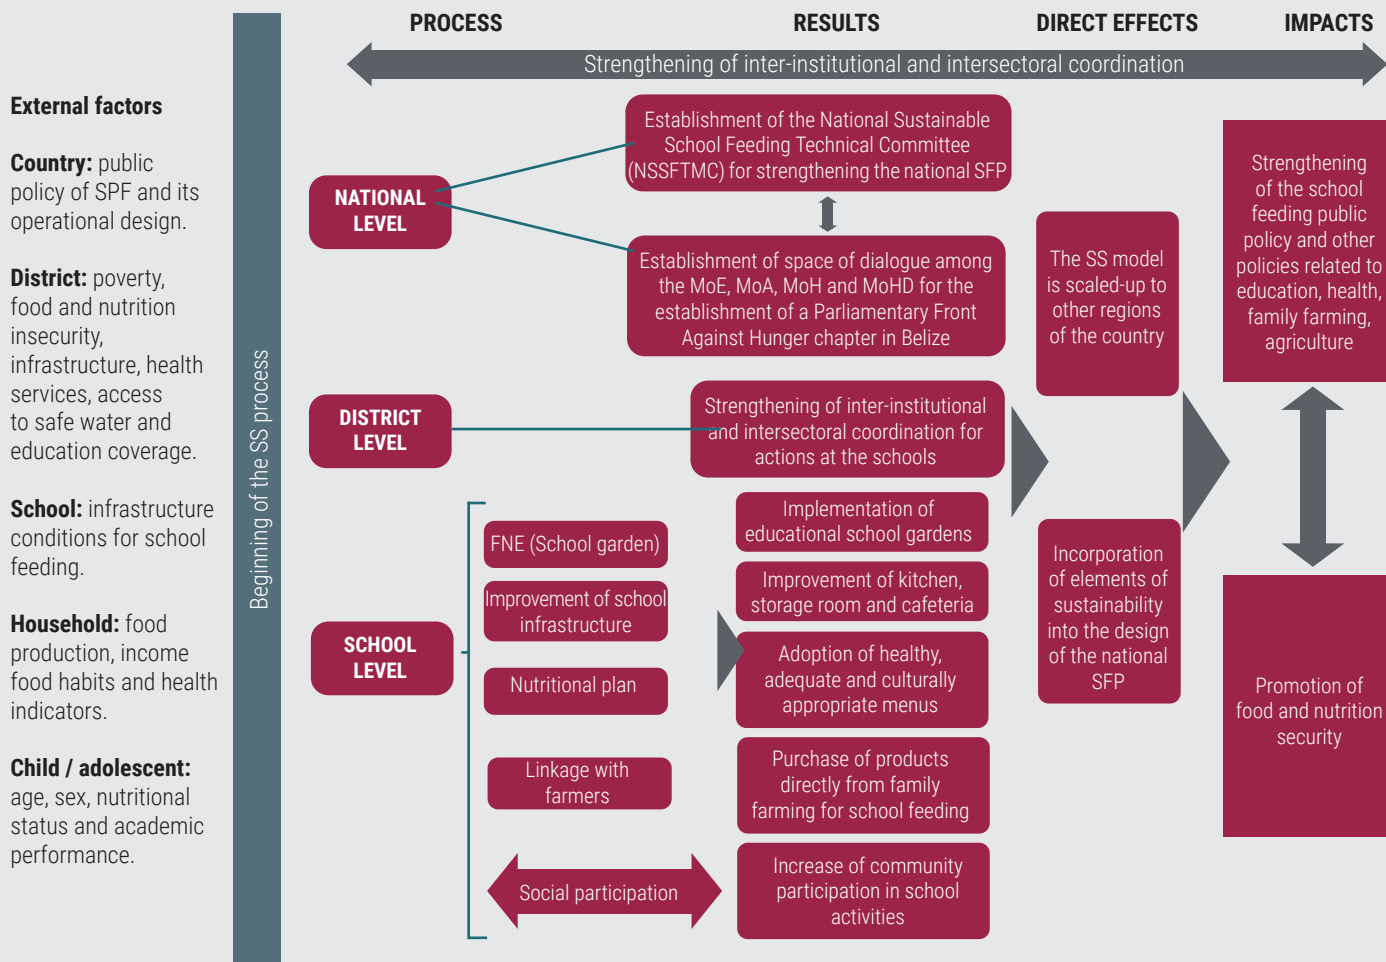 PROCESS
RESULTS
DIRECT EFFECTS
IMPACTS
Strengthening of inter-institutional and intersectoral coordination
External factors
Country: public
policy of SPF and its
operational design.
District: poverty,
food and nutrition
insecurity,
infrastructure, health
services, access
to safe water and
education coverage.
School: infrastructure
conditions for school
feeding.
Household: food
production, income
food habits and health
indicators.
Child / adolescent:
age, sex, nutritional
status and academic
performance.
Beginning of the SS process
NATIONAL
LEVEL
Establishment of the National Sustainable
School Feeding Technical Committee
(NSSFTMC) for strengthening the national SFP
Establishment of space of dialogue among
the MoE, MoA, MoH and MoHD for the
establishment of a Parliamentary Front
Against Hunger chapter in Belize
DISTRICT
LEVEL
Strengthening of inter-institutional
and intersectoral coordination for
actions at the schools
SCHOOL
LEVEL
FNE (School garden)
Improvement of school
infrastructure
Nutritional plan
Linkage with
farmers
Social participation
Implementation of
educational school gardens
Improvement of kitchen,
storage room and cafeteria
Adoption of healthy,
adequate and culturally
appropriate menus
Purchase of products
directly from family
farming for school feeding
Increase of community
participation in school
activities
The SS model
is scaled-up to
other regions
of the country
Incorporation
of elements of
sustainability
into the design
of the national
SFP
Strengthening
of the school
feeding public
policy and other
policies related to
education, health,
family farming,
agriculture
Promotion of
food and nutrition
security